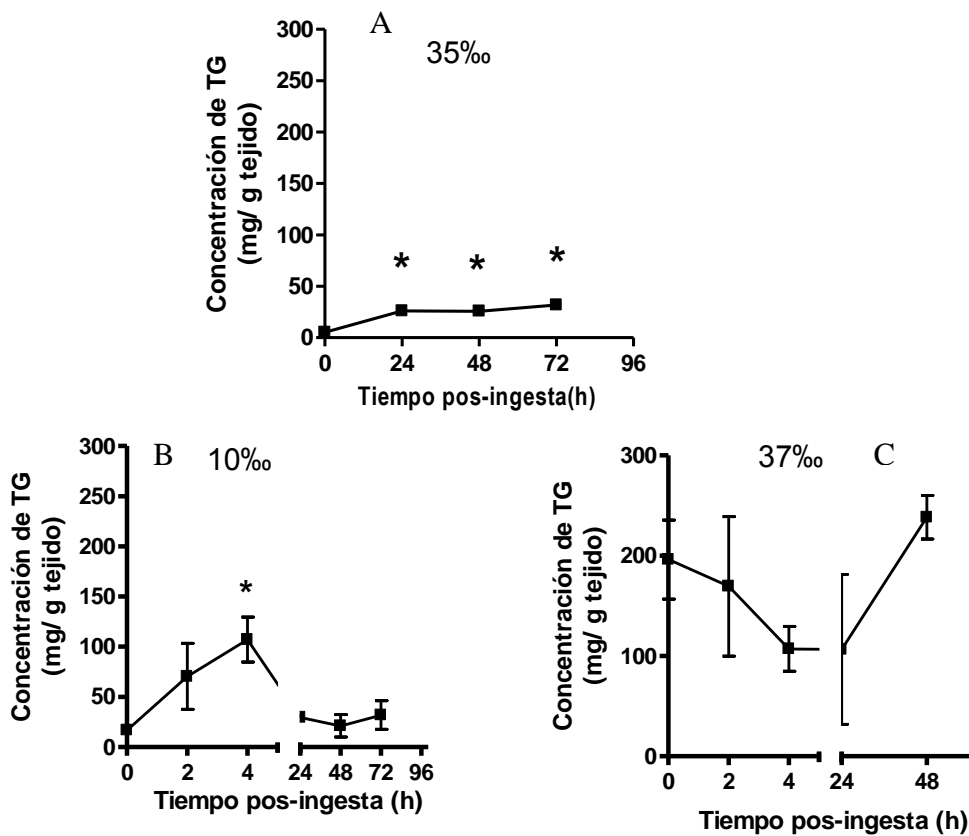 A
35‰
Concentración de TG
(mg/ g tejido)
300
250
200
150
100
50
0
* * *
0 24 48 72 96
Tiempo pos-ingesta(h)
B
10‰
Concentración de TG
(mg/ g tejido)
300
250
200
150
100
50
0
*
0 2 4 24 48 72 96
Tiempo pos-ingesta (h)
37‰
C
Concentración de TG
(mg/ g tejido)
300
200
100
0
0 2 4 24 48
Tiempo pos-ingesta (h)